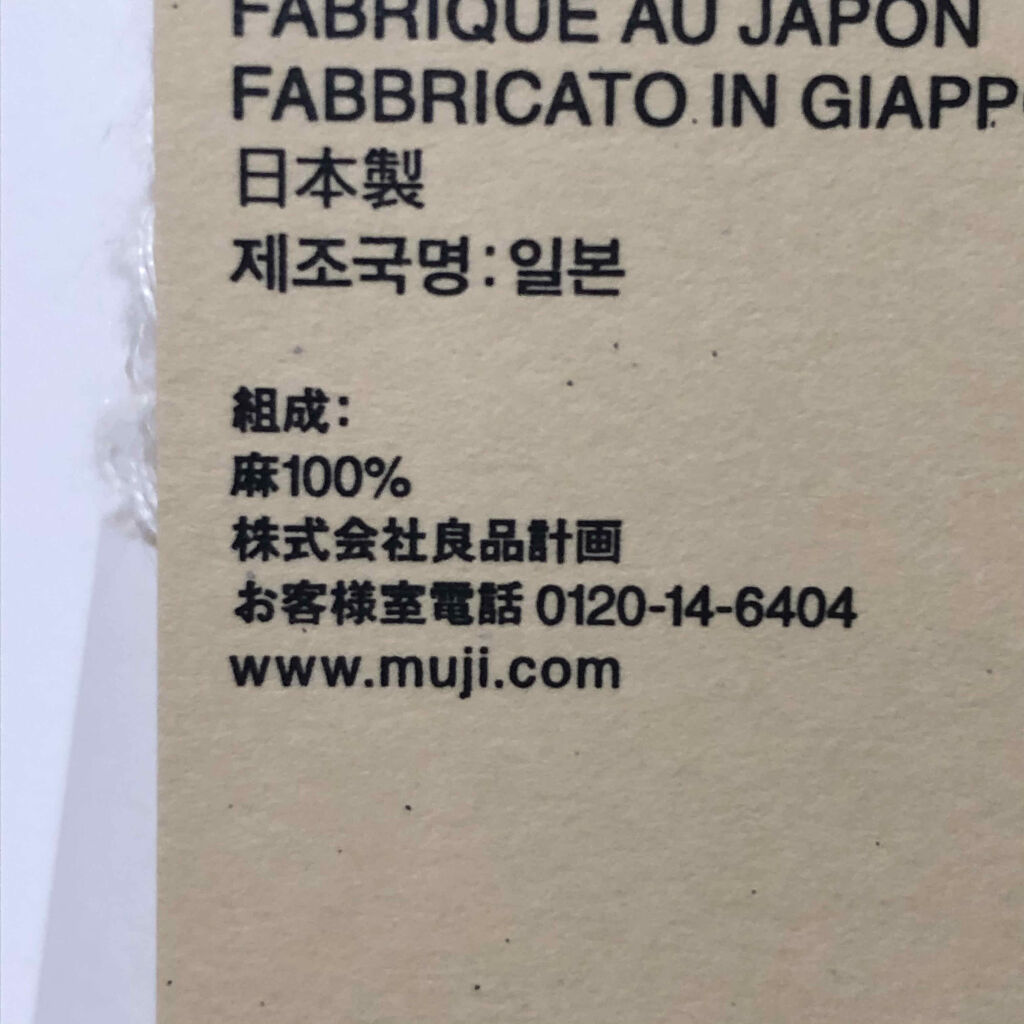 FABRIQUE AU JAPON
FABBRICATO IN GIAPP
日本製
제조국명:일본
組成:
麻100%
株式会社良品計画
お客様室電話 0120-14-6404
www.muji.com